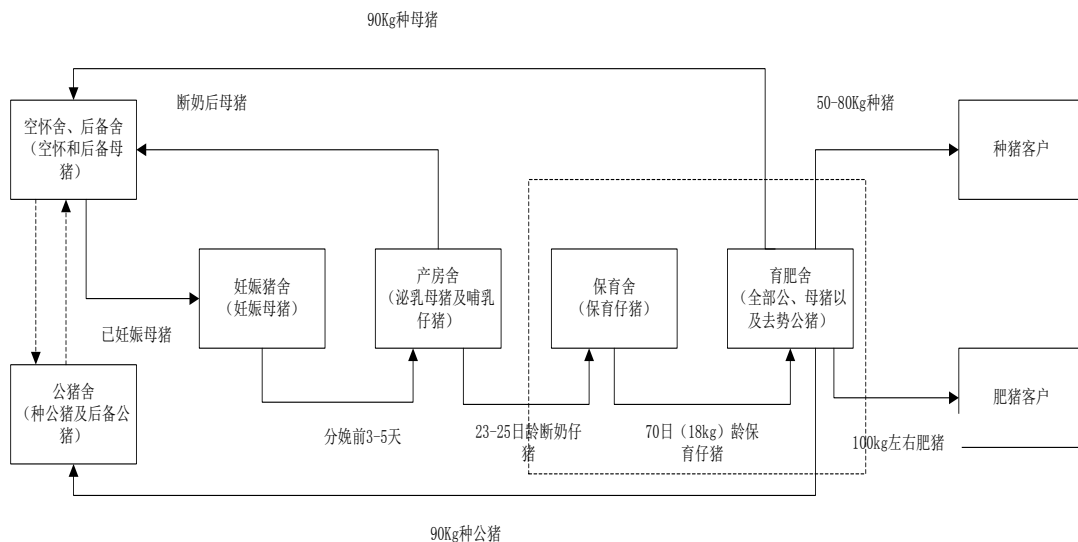 90Kg种母猪
断奶后母猪
50-80Kg种猪
空怀舍、后备舍
（空怀和后备母
猪）
种猪客户
妊娠猪舍
（妊娠母猪）
产房舍
（泌乳母猪及哺乳
仔猪）
保育舍
（保育仔猪）
育肥舍
（全部公、母猪以
及去势公猪）
已妊娠母猪
公猪舍
（种公猪及后备公
猪）
肥猪客户
分娩前3-5天
23-25日龄断奶仔
猪
70日（18kg）龄保
育仔猪
100kg左右肥猪
90Kg种公猪